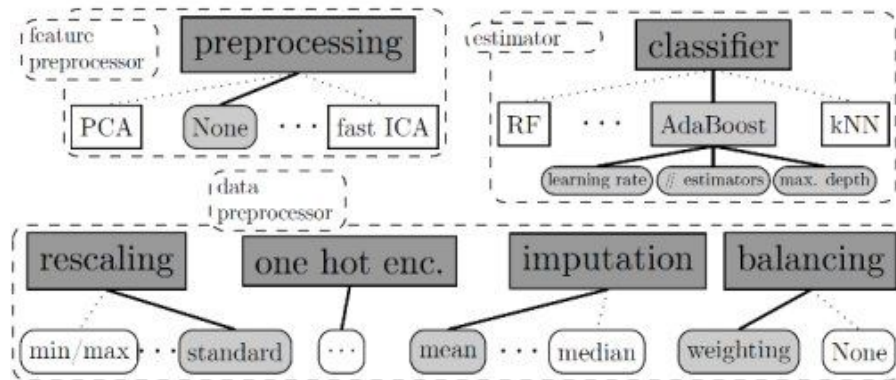 feature
preprocessor
preprocessing
PCA
None
· · ·
fast ICA
estimator
classifier
RF
· · ·
AdaBoost
kNN
learning rate
// estimators
max. depth
data
preprocessor
rescaling
one hot enc.
imputation
balancing
min/max
· · ·
standard
· · ·
mean
· · ·
median
weighting
None